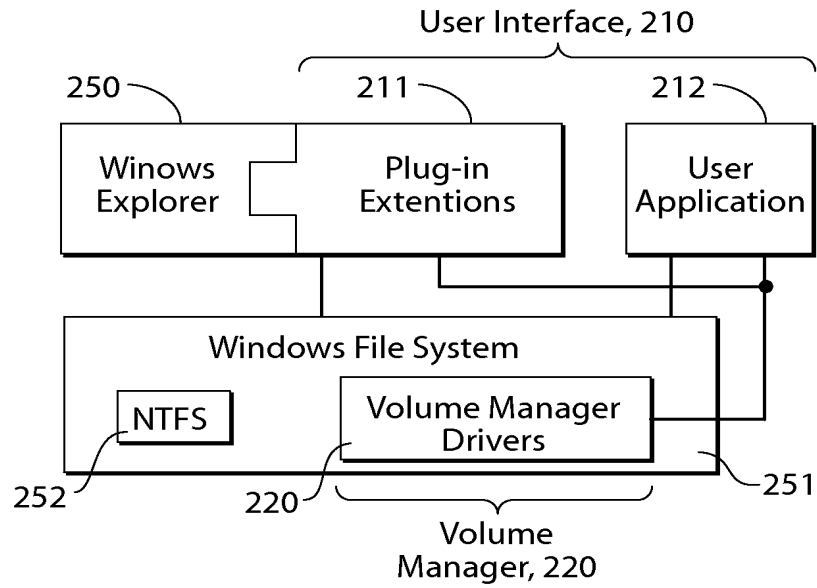 User Interface, 210
250
211
212
Winows
Explorer
Plug-in
Extentions
User
Application
Windows File System
NTFS
Volume Manager
Drivers
252
220
251
Volume
Manager, 220